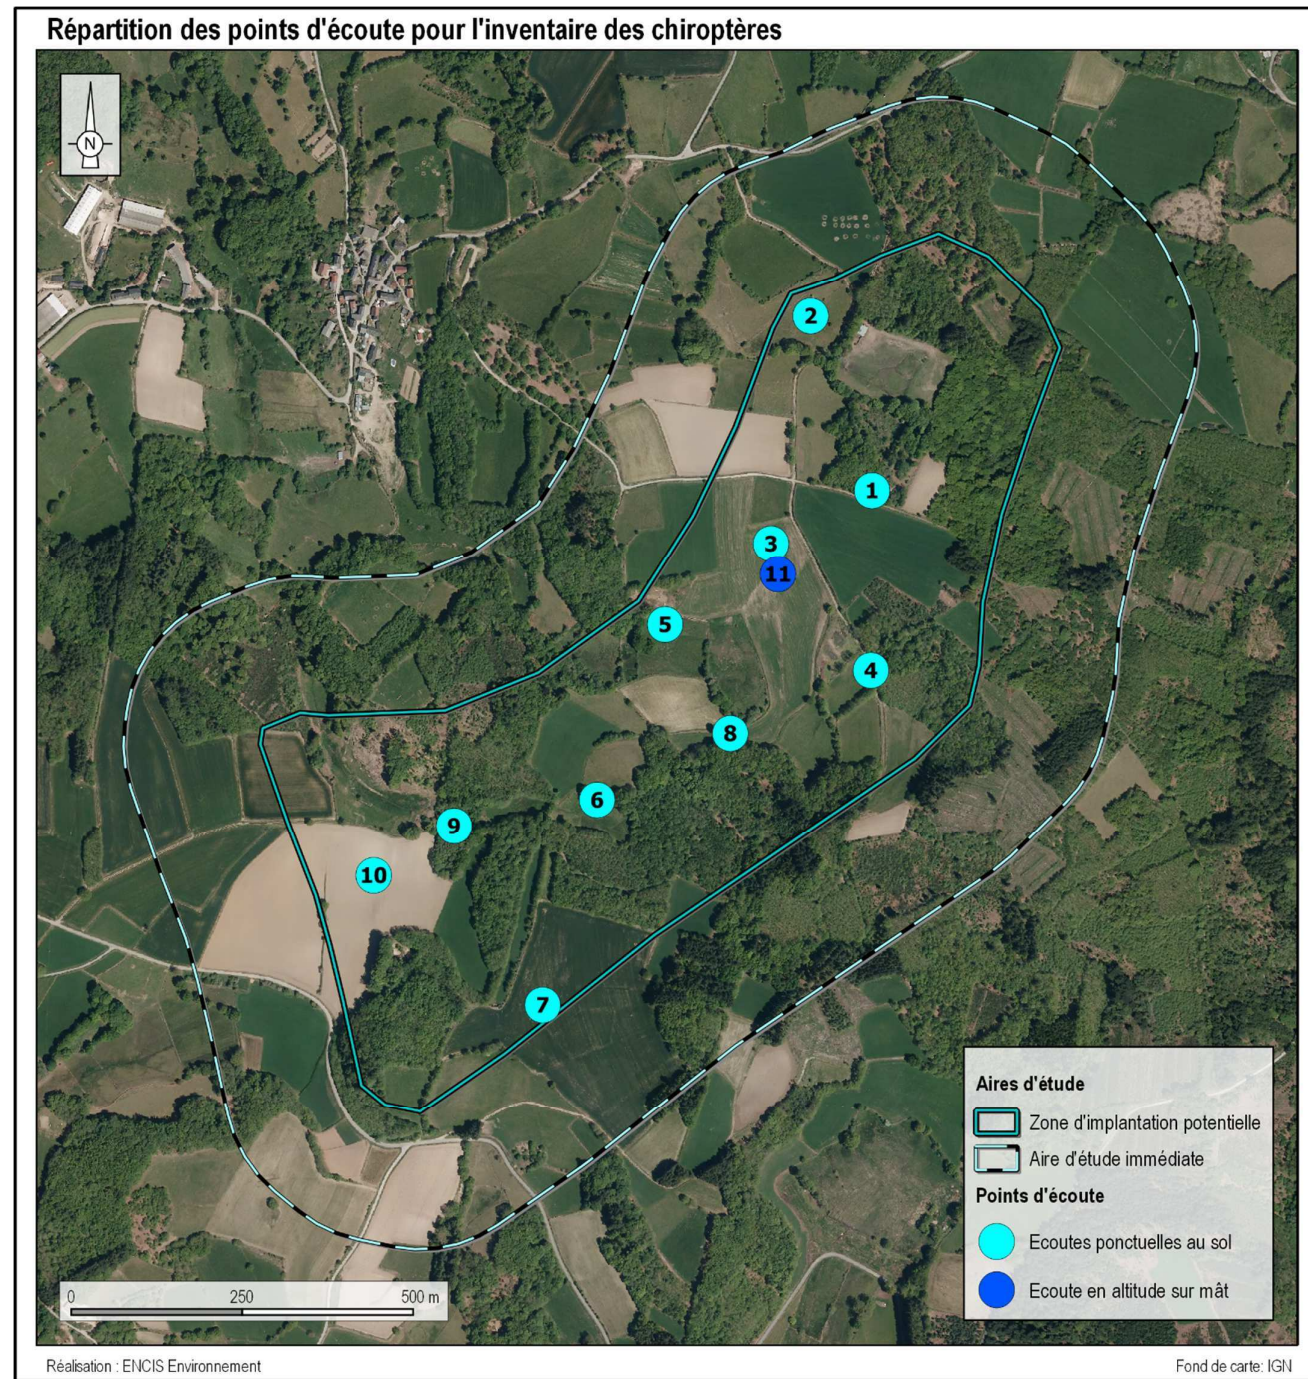 Répartition des points d'écoute pour l'inventaire des chiroptères
N
2
1
3
11
5
4
8
6
9
10
7
Aires d'étude
Zone d'implantation potentielle
Aire d'étude immédiate
Points d'écoute
Ecoutes ponctuelles au sol
Ecoute en altitude sur mât
0 250 500 m
Réalisation : ENCIS Environnement
Fond de carte: IGN